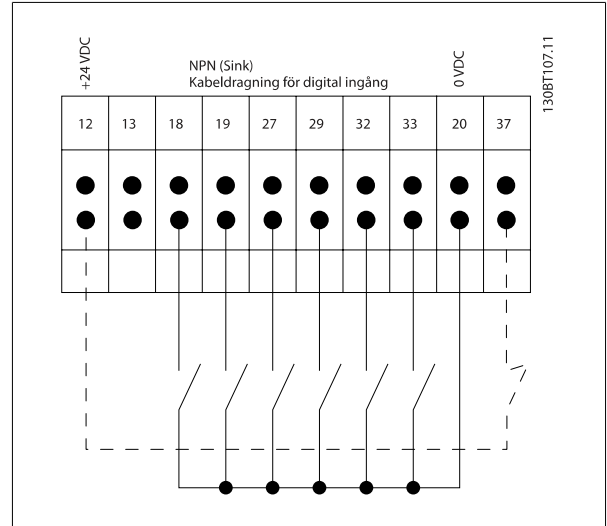 +24 VDC
NPN (Sink)
Kabeldragning för digital ingång
0 VDC
130BT107.11
12 13 18 19 27 29 32 33 20 37